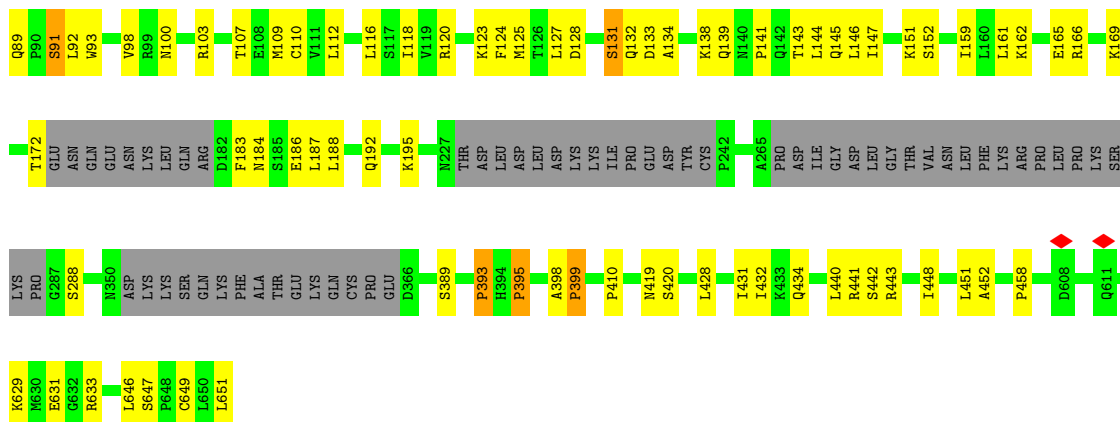 Q89 P90 S91 L92 W93 V98 R99 N100 R103 T107 E108 M109 C110 V111 L112 L116 S117 I118 V119 R120 K123 F124 M125 T126 L127 D128 S131 Q132 D133 A134 K138 Q139 N140 P141 Q142 T143 L144 Q145 L146 I147 K151 S152 I159 L160 L161 K162 E165 R166 K169
T172 GLU ASN GLN GLU ASN LYS LEU GLN ARG D182 F183 N184 S185 E186 L187 L188 Q192 K195 N227 THR ASP LEU ASP LEU ASP LYS LYS ILE PRO GLU ASP TYR CYS P242 A265 PRO ASP ILE GLY ASP LEU GLY THR VAL ASN LEU PHE LYS ARG PRO LEU PRO LYS SER
LYS PRO G287 S288 N350 ASP LYS LYS SER GLN LYS PHE ALA THR GLU LYS GLN CYS PRO GLU D366 S389 P393 H394 P395 A398 P399 P410 N419 S420 L428 I431 I432 K433 Q434 L440 R441 S442 R443 I448 L451 A452 P458 D608 Q611
K629 M630 E631 G632 R633 L646 S647 P648 C649 L650 L651